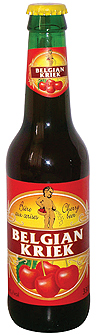 BELGIAN
KRIEK
Bière Cherry
aux cerises beer
BELGIAN
KRIEK